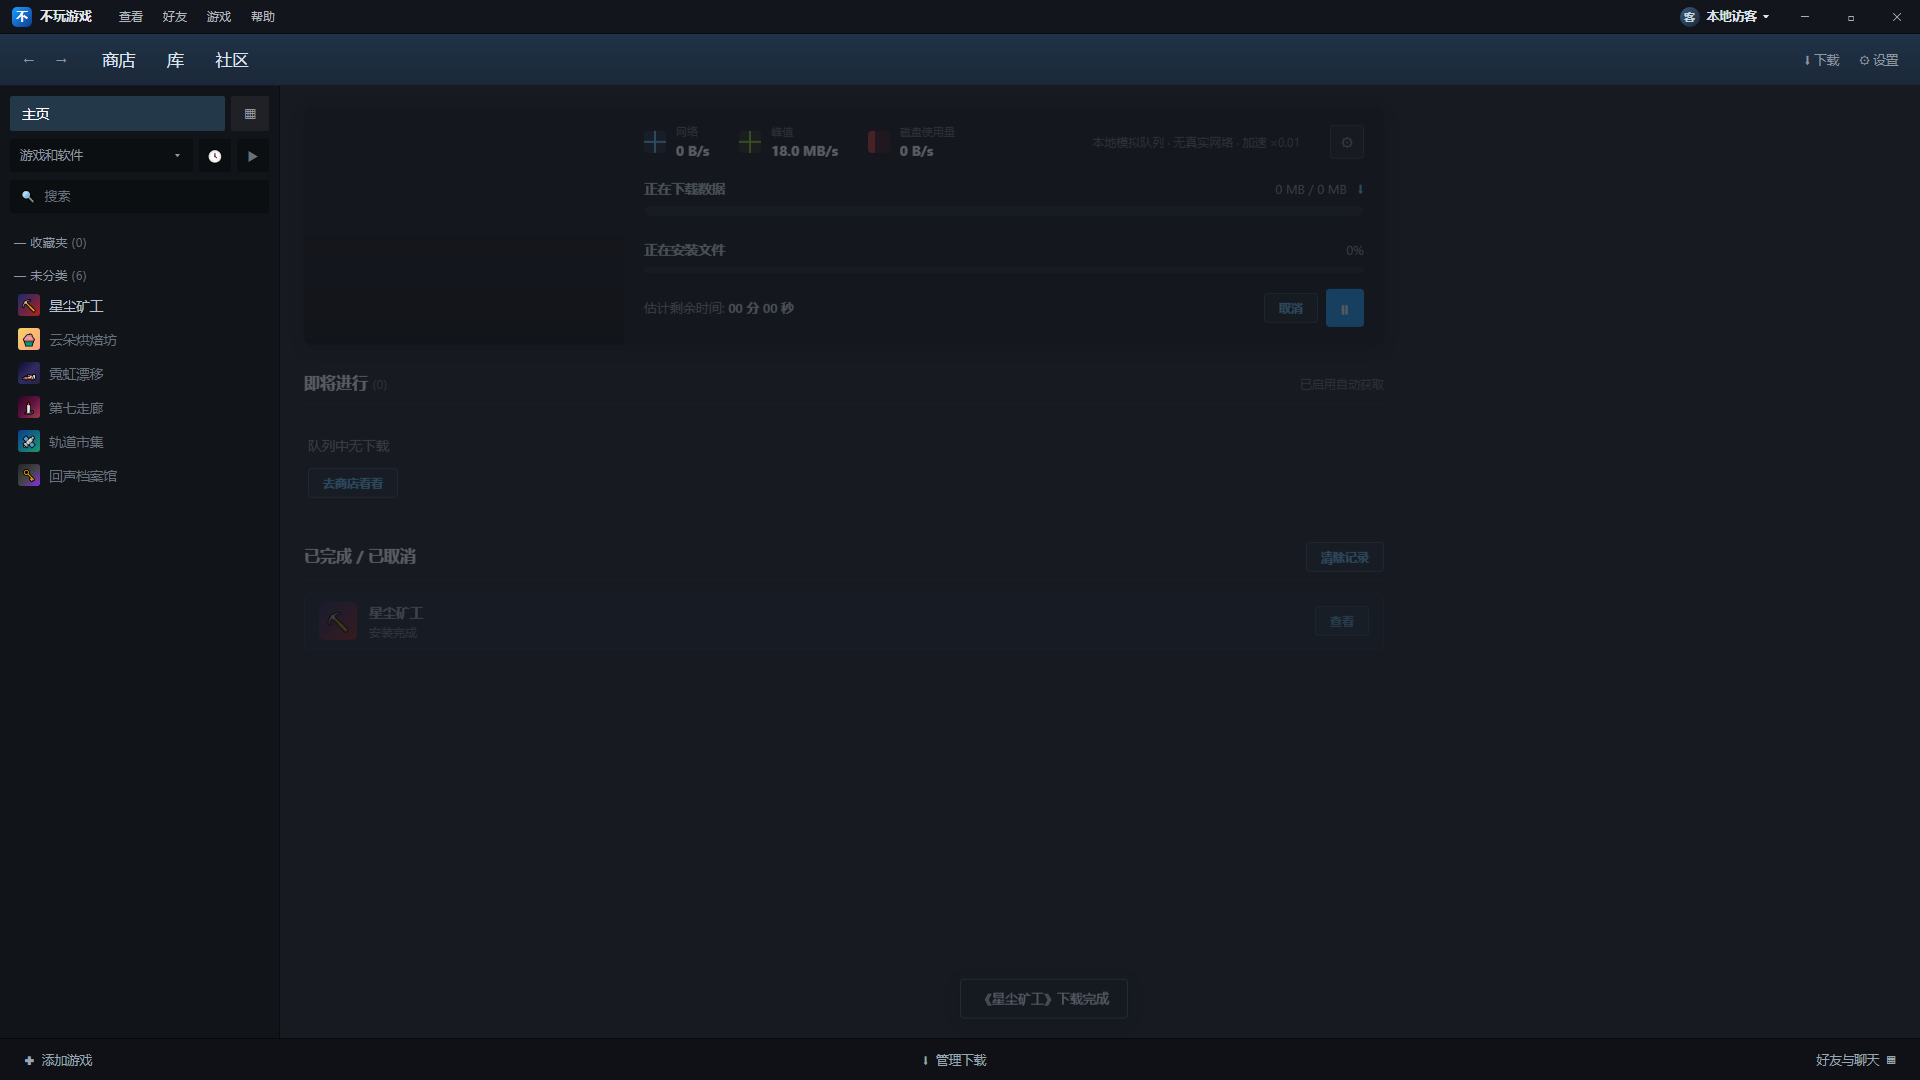 不 不玩游戏 查看 好友 游戏 帮助 客 本地访客
商店 库 社区 下载 设置
主页
游戏和软件
搜索
— 收藏夹 (0)
— 未分类 (6)
星尘矿工
云朵烘焙坊
霓虹漂移
第七走廊
轨道市集
回声档案馆
网络 峰值 磁盘使用量
0 B/s 18.0 MB/s 0 B/s
本地模拟队列 · 无真实网络 · 加速 ×0.01
正在下载数据 0 MB / 0 MB
正在安装文件 0%
估计剩余时间: 00 分 00 秒 取消
即将进行 (0) 已启用自动获取
队列中无下载
去商店看看
已完成 / 已取消 清除记录
星尘矿工
安装完成
查看
《星尘矿工》下载完成
添加游戏 管理下载 好友与聊天